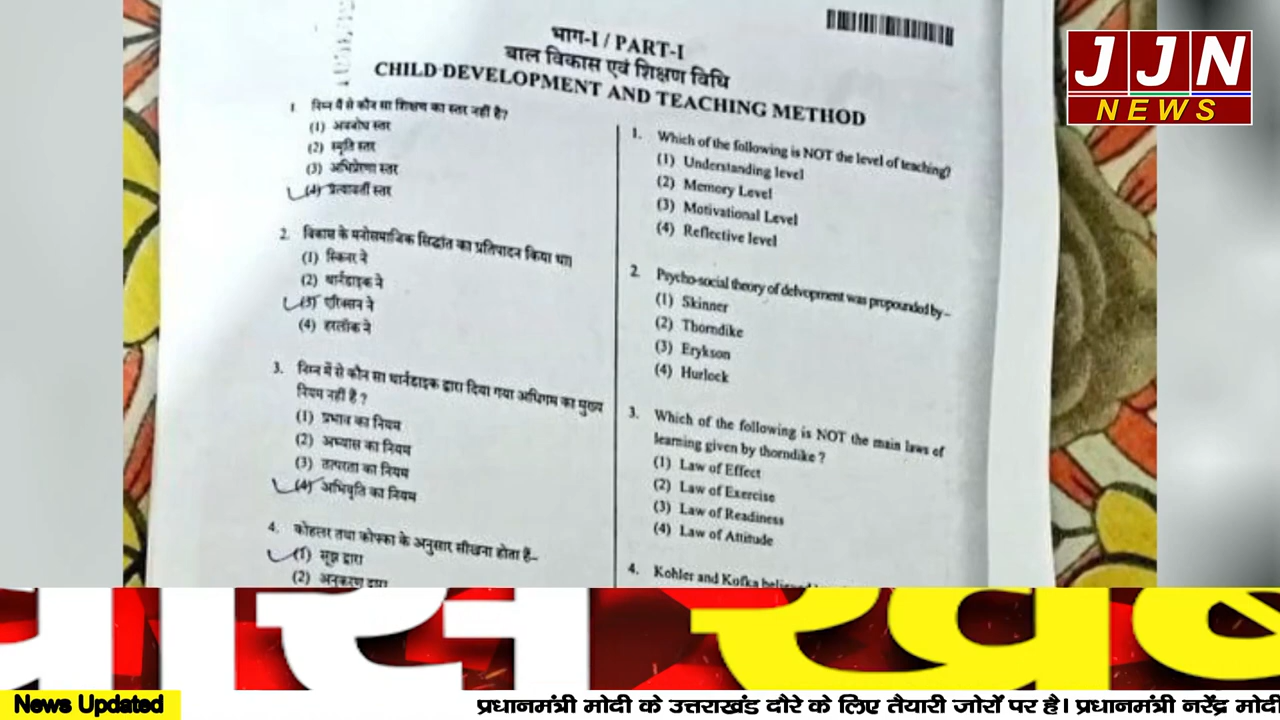 JJN
NEWS
भाग-I / PART-I
बाल विकास एवं शिक्षण विधि
CHILD DEVELOPMENT AND TEACHING METHOD
1. निम्न में से कौन सा शिक्षण का स्तर नहीं है?
(1) अवबोध स्तर
(2) स्मृति स्तर
(3) अभिप्रेरणा स्तर
(4) प्रत्यावर्ती स्तर
2. विकास के मनोसमाजिक सिद्धांत का प्रतिपादन किया था।
(1) स्किनर ने
(2) थार्नडाइक ने
(3) एरिक्सन ने
(4) हरलॉक ने
3. निम्न में से कौन सा थार्नडाइक द्वारा दिया गया अधिगम का मुख्य
नियम नहीं है ?
(1) प्रभाव का नियम
(2) अभ्यास का नियम
(3) तत्परता का नियम
(4) अभिवृति का नियम
4. कोहलर तथा कोफ्का के अनुसार सीखना होता है–
(1) सूझ द्वारा
(2) अनुकरण द्वारा
1. Which of the following is NOT the level of teaching?
(1) Understanding level
(2) Memory Level
(3) Motivational Level
(4) Reflective level
2. Psycho-social theory of delvopment was propounded by –
(1) Skinner
(2) Thorndike
(3) Erykson
(4) Hurlock
3. Which of the following is NOT the main laws of
learning given by thorndike ?
(1) Law of Effect
(2) Law of Exercise
(3) Law of Readiness
(4) Law of Attitude
4. Kohler and Kofka
News Updated
प्रधानमंत्री मोदी के उत्तराखंड दौरे के लिए तैयारी जोरों पर है। प्रधानमंत्री नरेंद्र मोदी